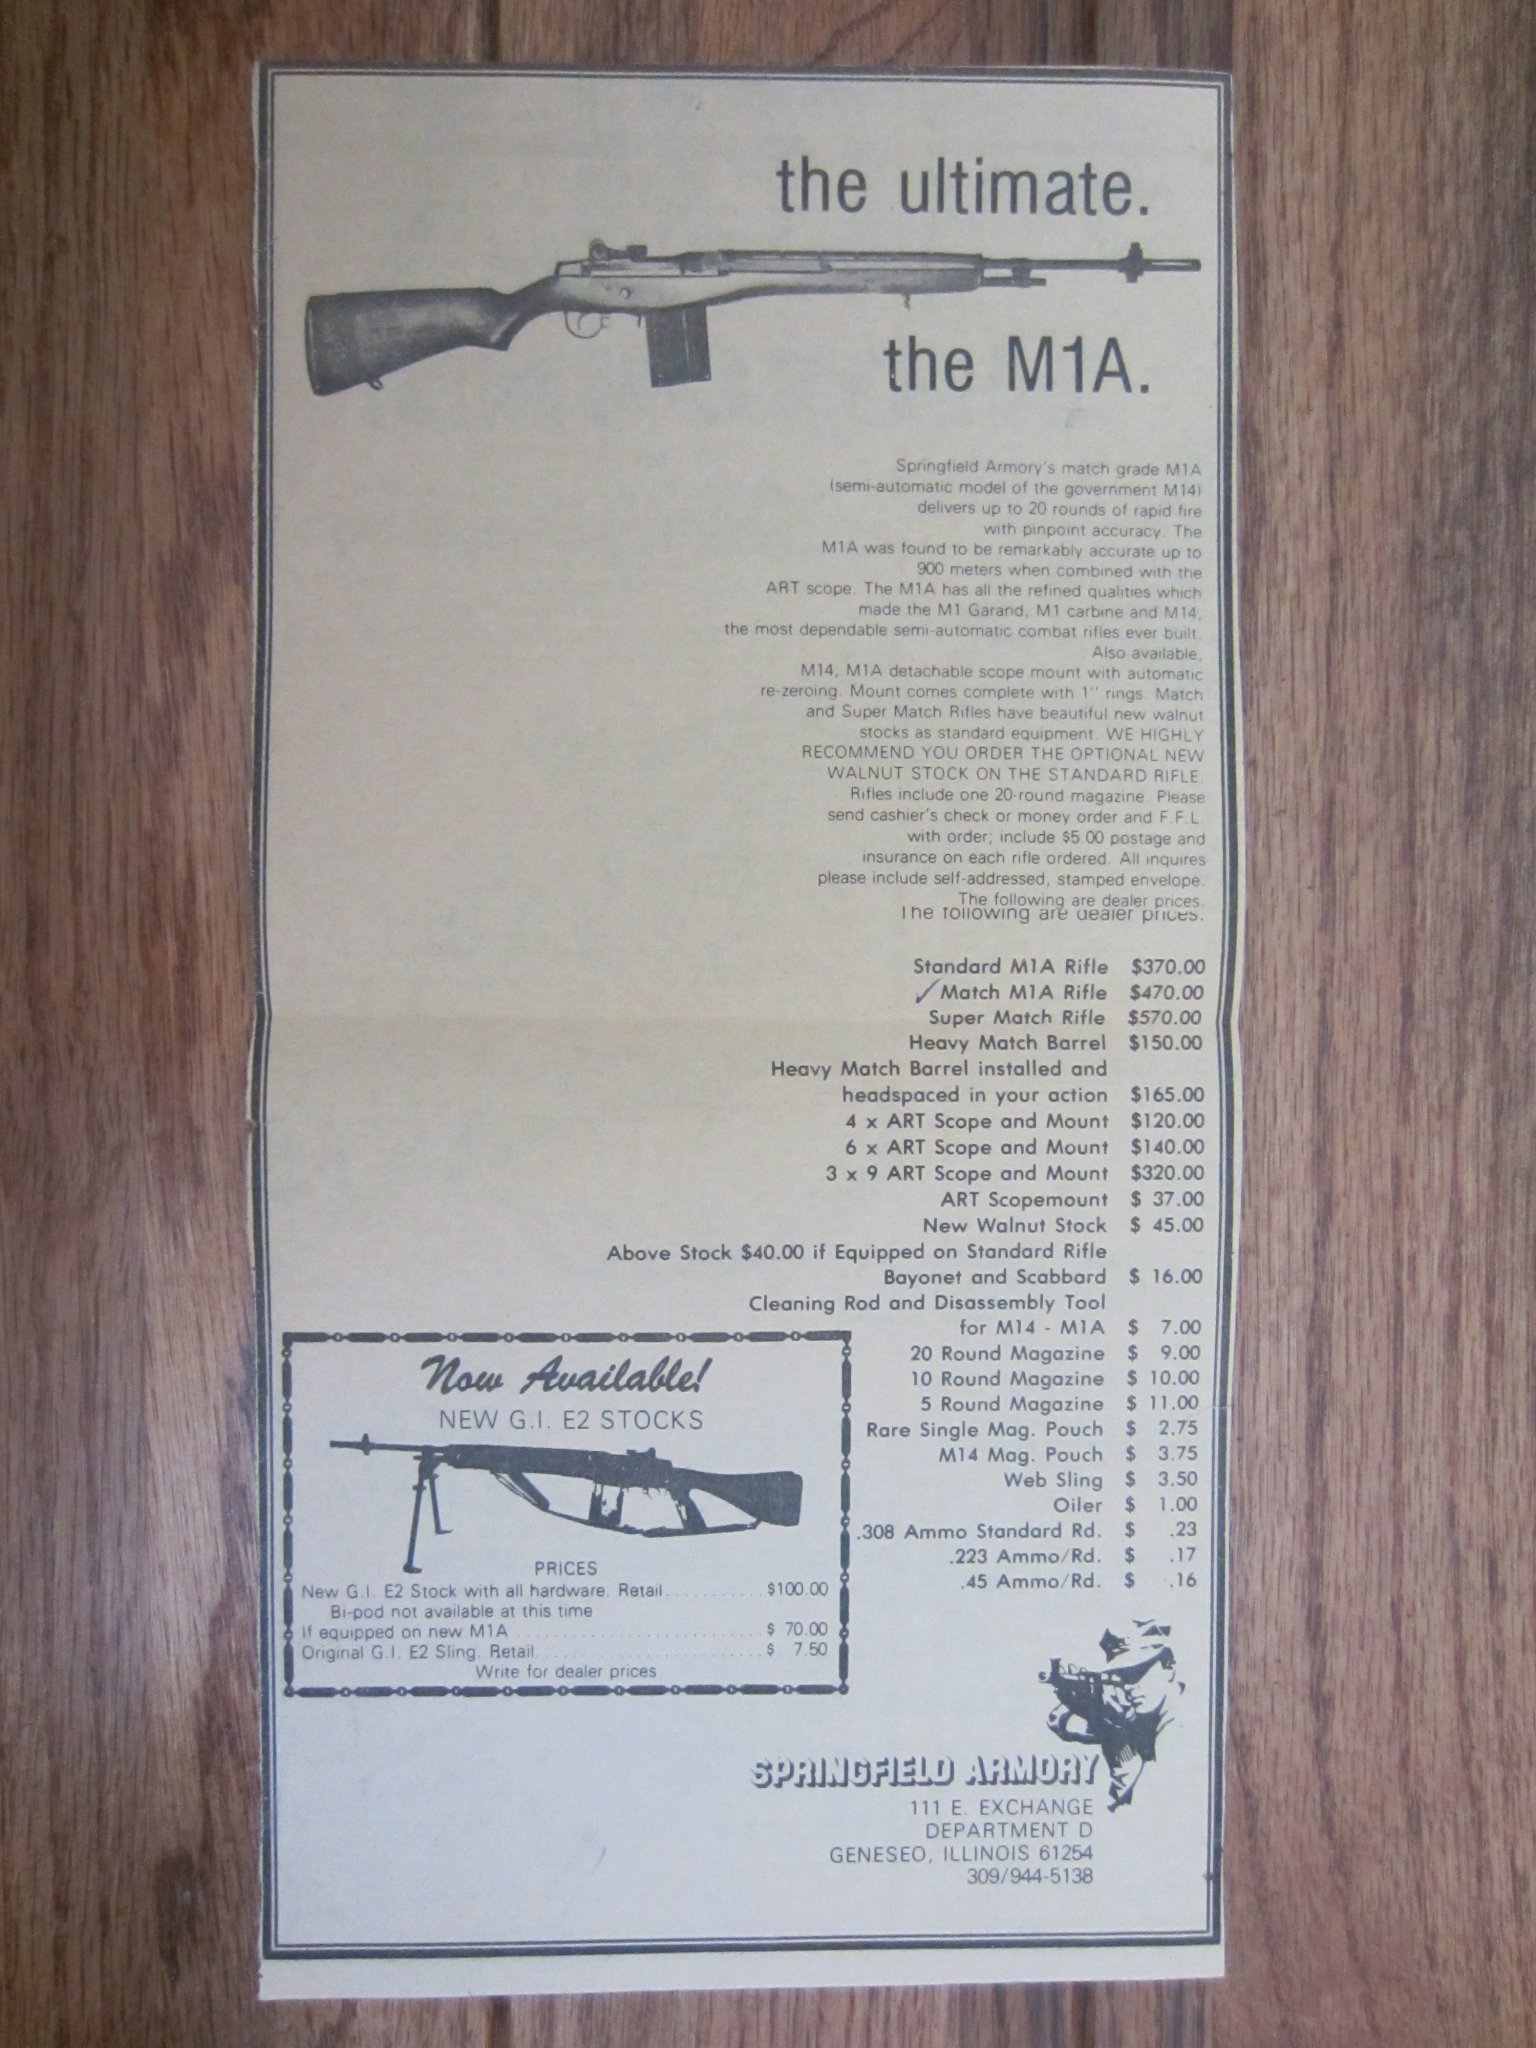 the ultimate.
the M1A.
Springfield Armory's match grade M1A
(semi-automatic model of the government M14)
delivers up to 20 rounds of rapid fire
with pinpoint accuracy. The
M1A was found to be remarkably accurate up to
900 meters when combined with the
ART scope. The M1A has all the refined qualities which
made the M1 Garand, M1 carbine and M14,
the most dependable semi-automatic combat rifles ever built.
Also available,
M14, M1A detachable scope mount with automatic
re-zeroing. Mount comes complete with 1" rings. Match
and Super Match Rifles have beautiful new walnut
stocks as standard equipment. WE HIGHLY
RECOMMEND YOU ORDER THE OPTIONAL NEW
WALNUT STOCK ON THE STANDARD RIFLE.
Rifles include one 20-round magazine. Please
send cashier's check or money order and F.F.L.
with order; include $5.00 postage and
insurance on each rifle ordered. All inquires
please include self-addressed, stamped envelope.
The following are dealer prices.
The following are dealer prices.
Standard M1A Rifle $370.00
✓Match M1A Rifle $470.00
Super Match Rifle $570.00
Heavy Match Barrel $150.00
Heavy Match Barrel installed and
headspaced in your action $165.00
4 x ART Scope and Mount $120.00
6 x ART Scope and Mount $140.00
3 x 9 ART Scope and Mount $320.00
ART Scopemount $ 37.00
New Walnut Stock $ 45.00
Above Stock $40.00 if Equipped on Standard Rifle
Bayonet and Scabbard $ 16.00
Cleaning Rod and Disassembly Tool
for M14 - M1A $ 7.00
20 Round Magazine $ 9.00
10 Round Magazine $ 10.00
5 Round Magazine $ 11.00
Rare Single Mag. Pouch $ 2.75
M14 Mag. Pouch $ 3.75
Web Sling $ 3.50
Oiler $ 1.00
.308 Ammo Standard Rd. $ .23
.223 Ammo/Rd. $ .17
.45 Ammo/Rd. $ .16
Now Available!
NEW G.I. E2 STOCKS
PRICES
New G.I. E2 Stock with all hardware. Retail...........$100.00
Bi-pod not available at this time
If equipped on new M1A...........................$ 70.00
Original G.I. E2 Sling. Retail........................$ 7.50
Write for dealer prices
SPRINGFIELD ARMORY
111 E. EXCHANGE
DEPARTMENT D
GENESEO, ILLINOIS 61254
309/944-5138